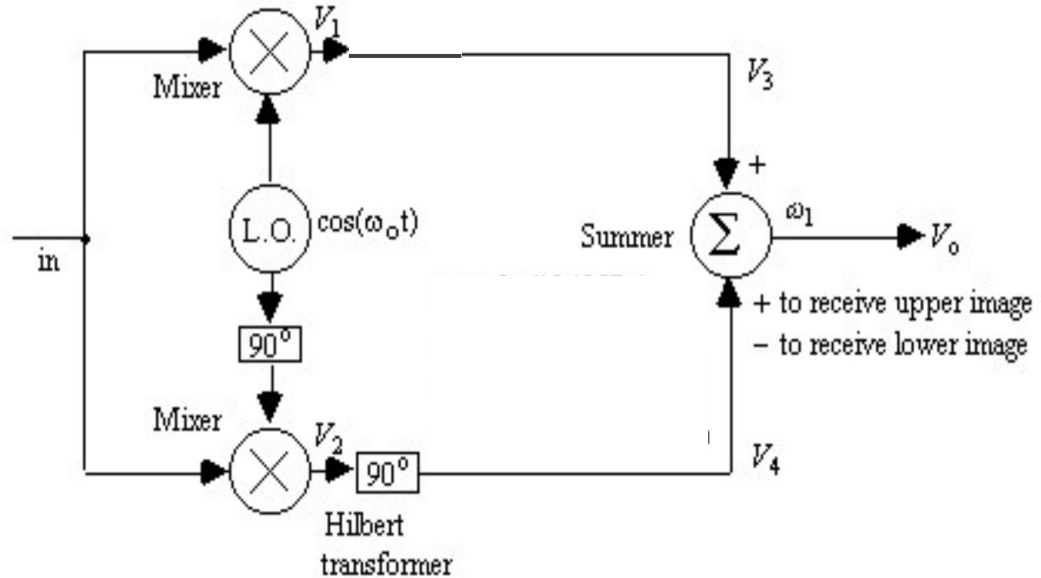 V₁
Mixer
V₃
+
L.O.
cos(ωₒt)
Σ
Summer
ω₁
Vₒ
in
+ to receive upper image
− to receive lower image
90°
Mixer
V₂
90°
V₄
Hilbert
transformer